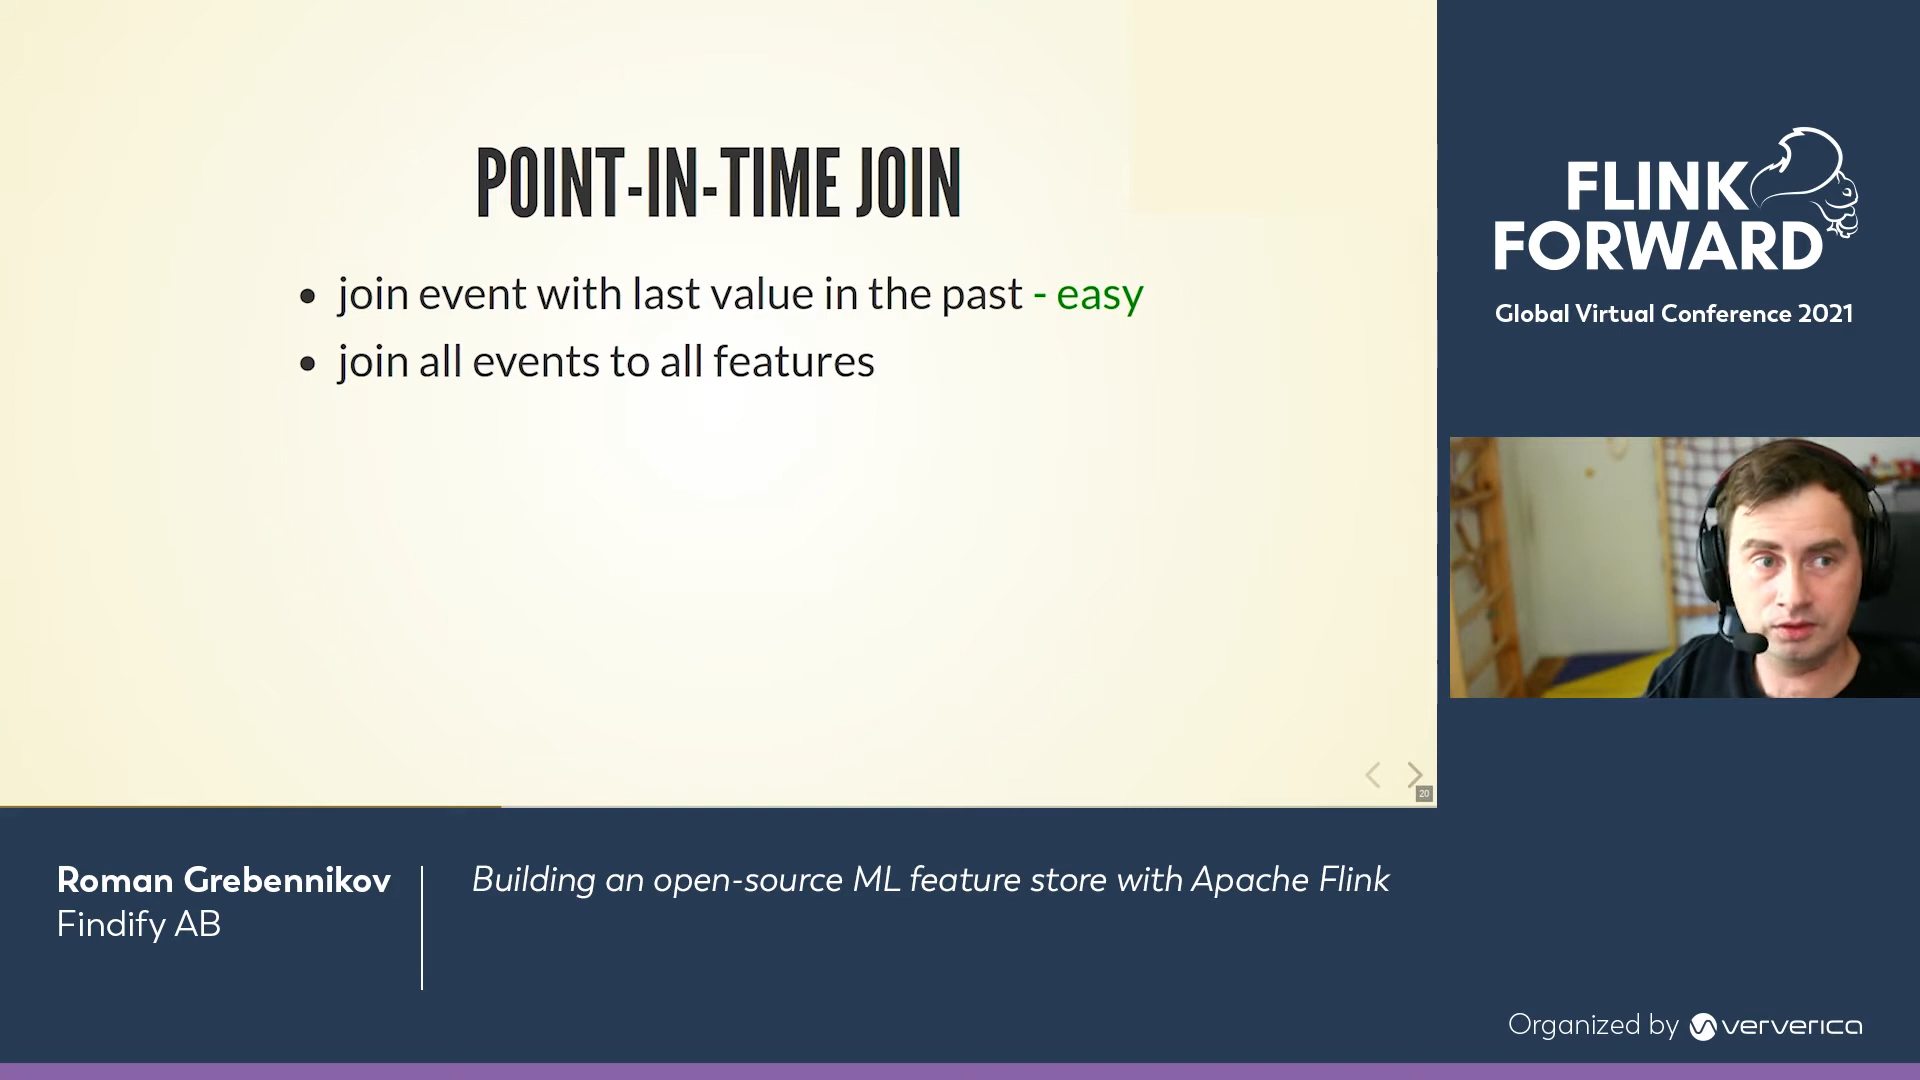 POINT-IN-TIME JOIN
join event with last value in the past - easy
join all events to all features
20
FLINK
FORWARD
Global Virtual Conference 2021
Roman Grebennikov
Findify AB
Building an open-source ML feature store with Apache Flink
Organized by ververica